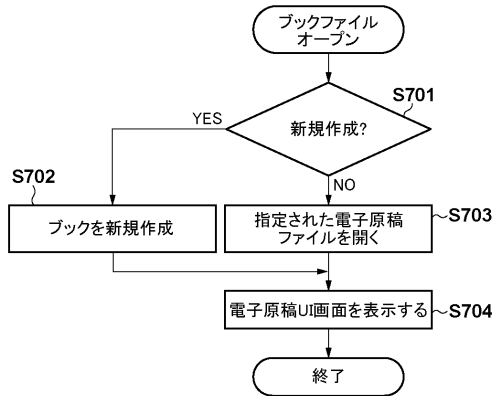 ブックファイル
オープン
S701
YES
新規作成?
NO
S702
ブックを新規作成
指定された電子原稿
ファイルを開く
S703
電子原稿UI画面を表示する
S704
終了